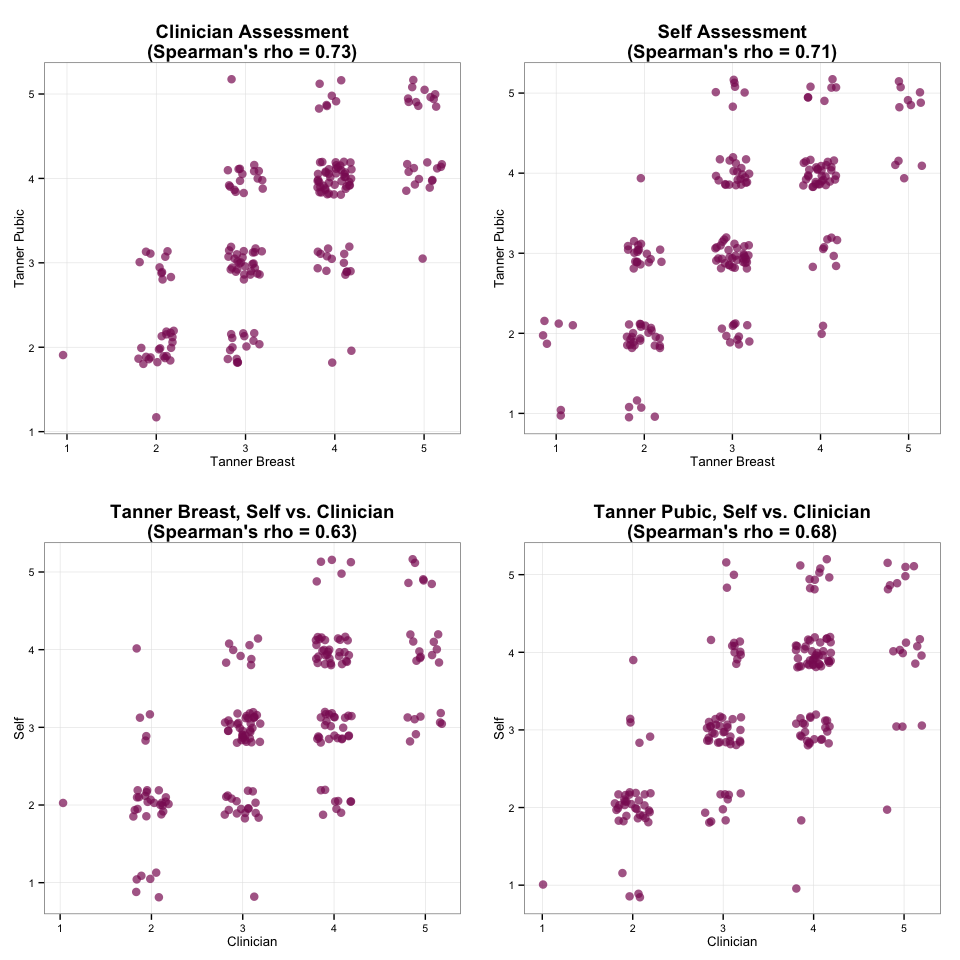 Clinician Assessment
(Spearman's rho = 0.73)
5
4
3
2
1
Tanner Pubic
1 2 3 4 5
Tanner Breast
Self Assessment
(Spearman's rho = 0.71)
5
4
3
2
1
Tanner Pubic
1 2 3 4 5
Tanner Breast
Tanner Breast, Self vs. Clinician
(Spearman's rho = 0.63)
5
4
3
2
1
Self
1 2 3 4 5
Clinician
Tanner Pubic, Self vs. Clinician
(Spearman's rho = 0.68)
5
4
3
2
1
Self
1 2 3 4 5
Clinician